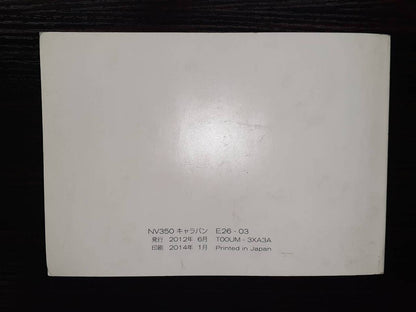 NV350 キャラバン E26-03
発行 2012年 6月 T00UM-3XA3A
印刷 2014年 1月 Printed in Japan